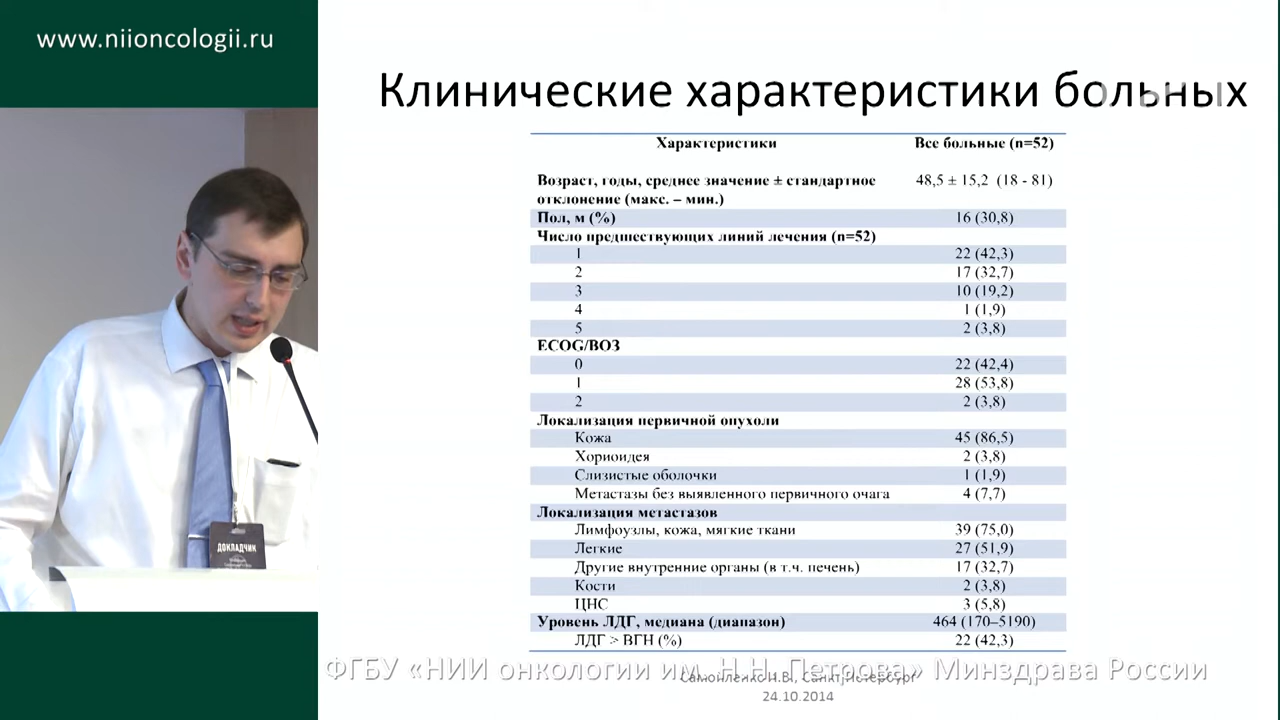 www.niioncologii.ru
Клинические характеристики больных
Характеристики Все больные (n=52)
Возраст, годы, среднее значение ± стандартное 48,5 ± 15,2 (18 - 81)
отклонение (макс. – мин.)
Пол, м (%) 16 (30,8)
Число предшествующих линий лечения (n=52)
1 22 (42,3)
2 17 (32,7)
3 10 (19,2)
4 1 (1,9)
5 2 (3,8)
ECOG/ВОЗ
0 22 (42,4)
1 28 (53,8)
2 2 (3,8)
Локализация первичной опухоли
Кожа 45 (86,5)
Хориоидея 2 (3,8)
Слизистые оболочки 1 (1,9)
Метастазы без выявленного первичного очага 4 (7,7)
Локализация метастазов
Лимфоузлы, кожа, мягкие ткани 39 (75,0)
Легкие 27 (51,9)
Другие внутренние органы (в т.ч. печень) 17 (32,7)
Кости 2 (3,8)
ЦНС 3 (5,8)
Уровень ЛДГ, медиана (диапазон) 464 (170–5190)
ЛДГ > ВГН (%) 22 (42,3)
ФГБУ «НИИ онкологии им. Н.Н. Петрова» Минздрава России
Самойленко И.В., Санкт-Петербург
24.10.2014
ДОКЛАДЧИК